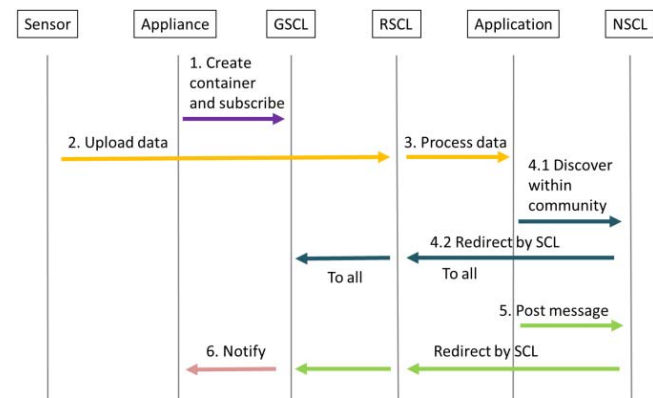 Sensor
Appliance
GSCL
RSCL
Application
NSCL
1. Create
container
and subscribe
2. Upload data
3. Process data
4.1 Discover
within
community
4.2 Redirect by SCL
To all
To all
5. Post message
6. Notify
Redirect by SCL